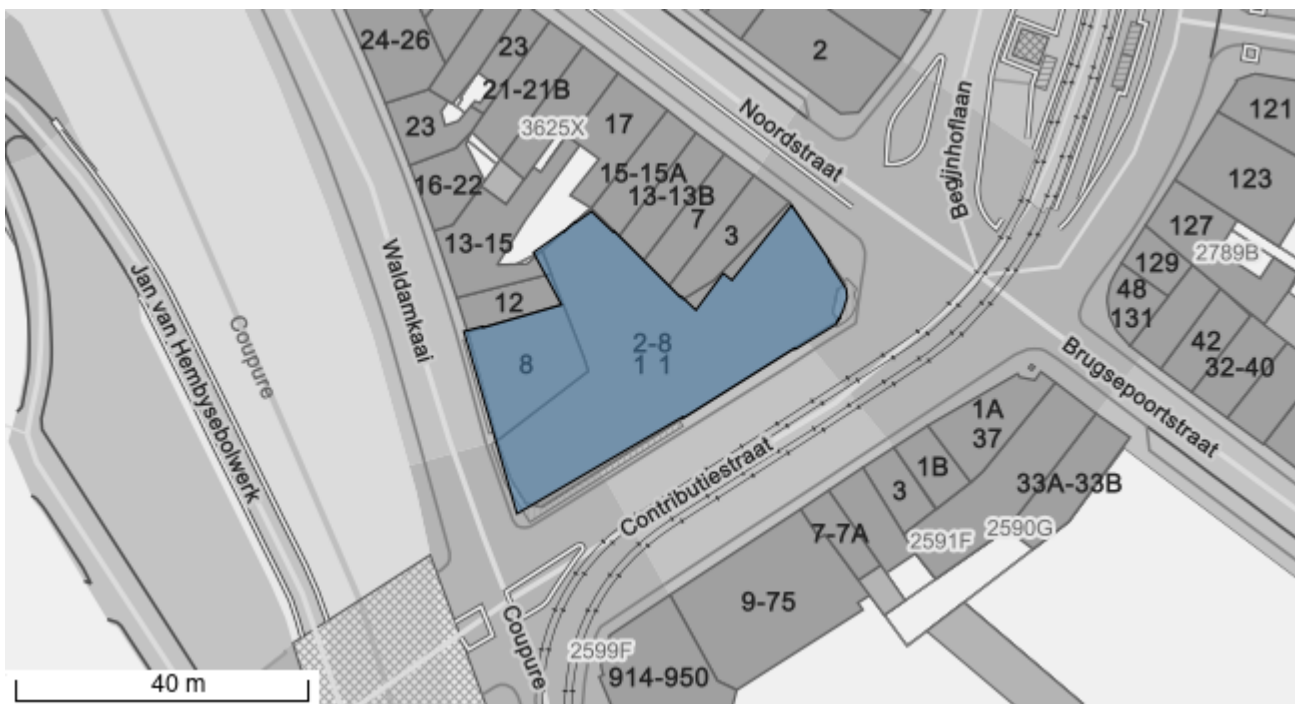 24-26
23
2
21-21B
Noordstraat
121
23
3625X
17
Begijnhoflaan
15-15A
123
16-22
13-13B
7
127
13-15
3
2789B
129
Waldamkaai
48
12
131
Jan van Hembysebolwerk
Coupure
2-8
42
8
1 1
32-40
Brugsepoortstraat
1A
37
1B
3
33A-33B
Contributiestraat
7-7A
2591F
2590G
9-75
Coupure
2599F
40 m
914-950